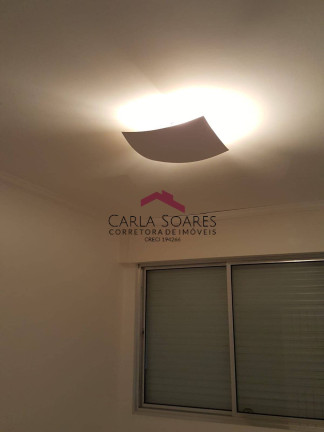 CARLA SOARES
CORRETORA DE IMÓVEIS